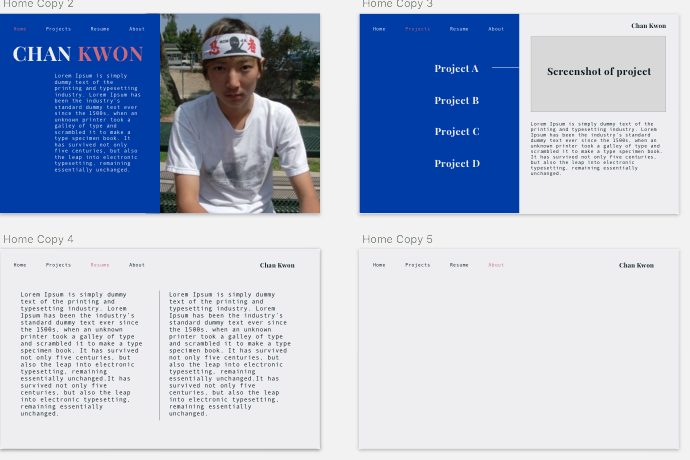 Home Copy 2
Home Projects Resume About
CHAN KWON
Lorem Ipsum is simply
dummy text of the
printing and typesetting
industry. Lorem Ipsum has
been the industry's
standard dummy text ever
since the 1500s, when an
unknown printer took a
galley of type and
scrambled it to make a
type specimen book. It
has survived not only
five centuries, but also
the leap into electronic
typesetting, remaining
essentially unchanged.
忍者
Home Copy 3
Home Projects Resume About
Chan Kwon
Project A
Project B
Project C
Project D
Screenshot of project
Lorem Ipsum is simply dummy text of the
printing and typesetting industry. Lorem
Ipsum has been the industry's standard dummy
text ever since the 1500s, when an unknown
printer took a galley of type and
scrambled it to make a type specimen book.
It has survived not only five centuries, but
also the leap into electronic typesetting,
remaining essentially unchanged.
Home Copy 4
Home Projects Resume About
Chan Kwon
Lorem Ipsum is simply dummy
text of the printing and
typesetting industry. Lorem
Ipsum has been the industry's
standard dummy text ever since
the 1500s, when an unknown
printer took a galley of type
and scrambled it to make a type
specimen book. It has survived
not only five centuries, but
also the leap into electronic
typesetting, remaining
essentially unchanged.It has
survived not only five
centuries, but also the leap
into electronic typesetting,
remaining essentially
unchanged.
Lorem Ipsum is simply dummy
text of the printing and
typesetting industry. Lorem
Ipsum has been the industry's
standard dummy text ever since
the 1500s, when an unknown
printer took a galley of type
and scrambled it to make a type
specimen book. It has survived
not only five centuries, but
also the leap into electronic
typesetting, remaining
essentially unchanged.It has
survived not only five
centuries, but also the leap
into electronic typesetting,
remaining essentially
unchanged.
Home Copy 5
Home Projects Resume About
Chan Kwon